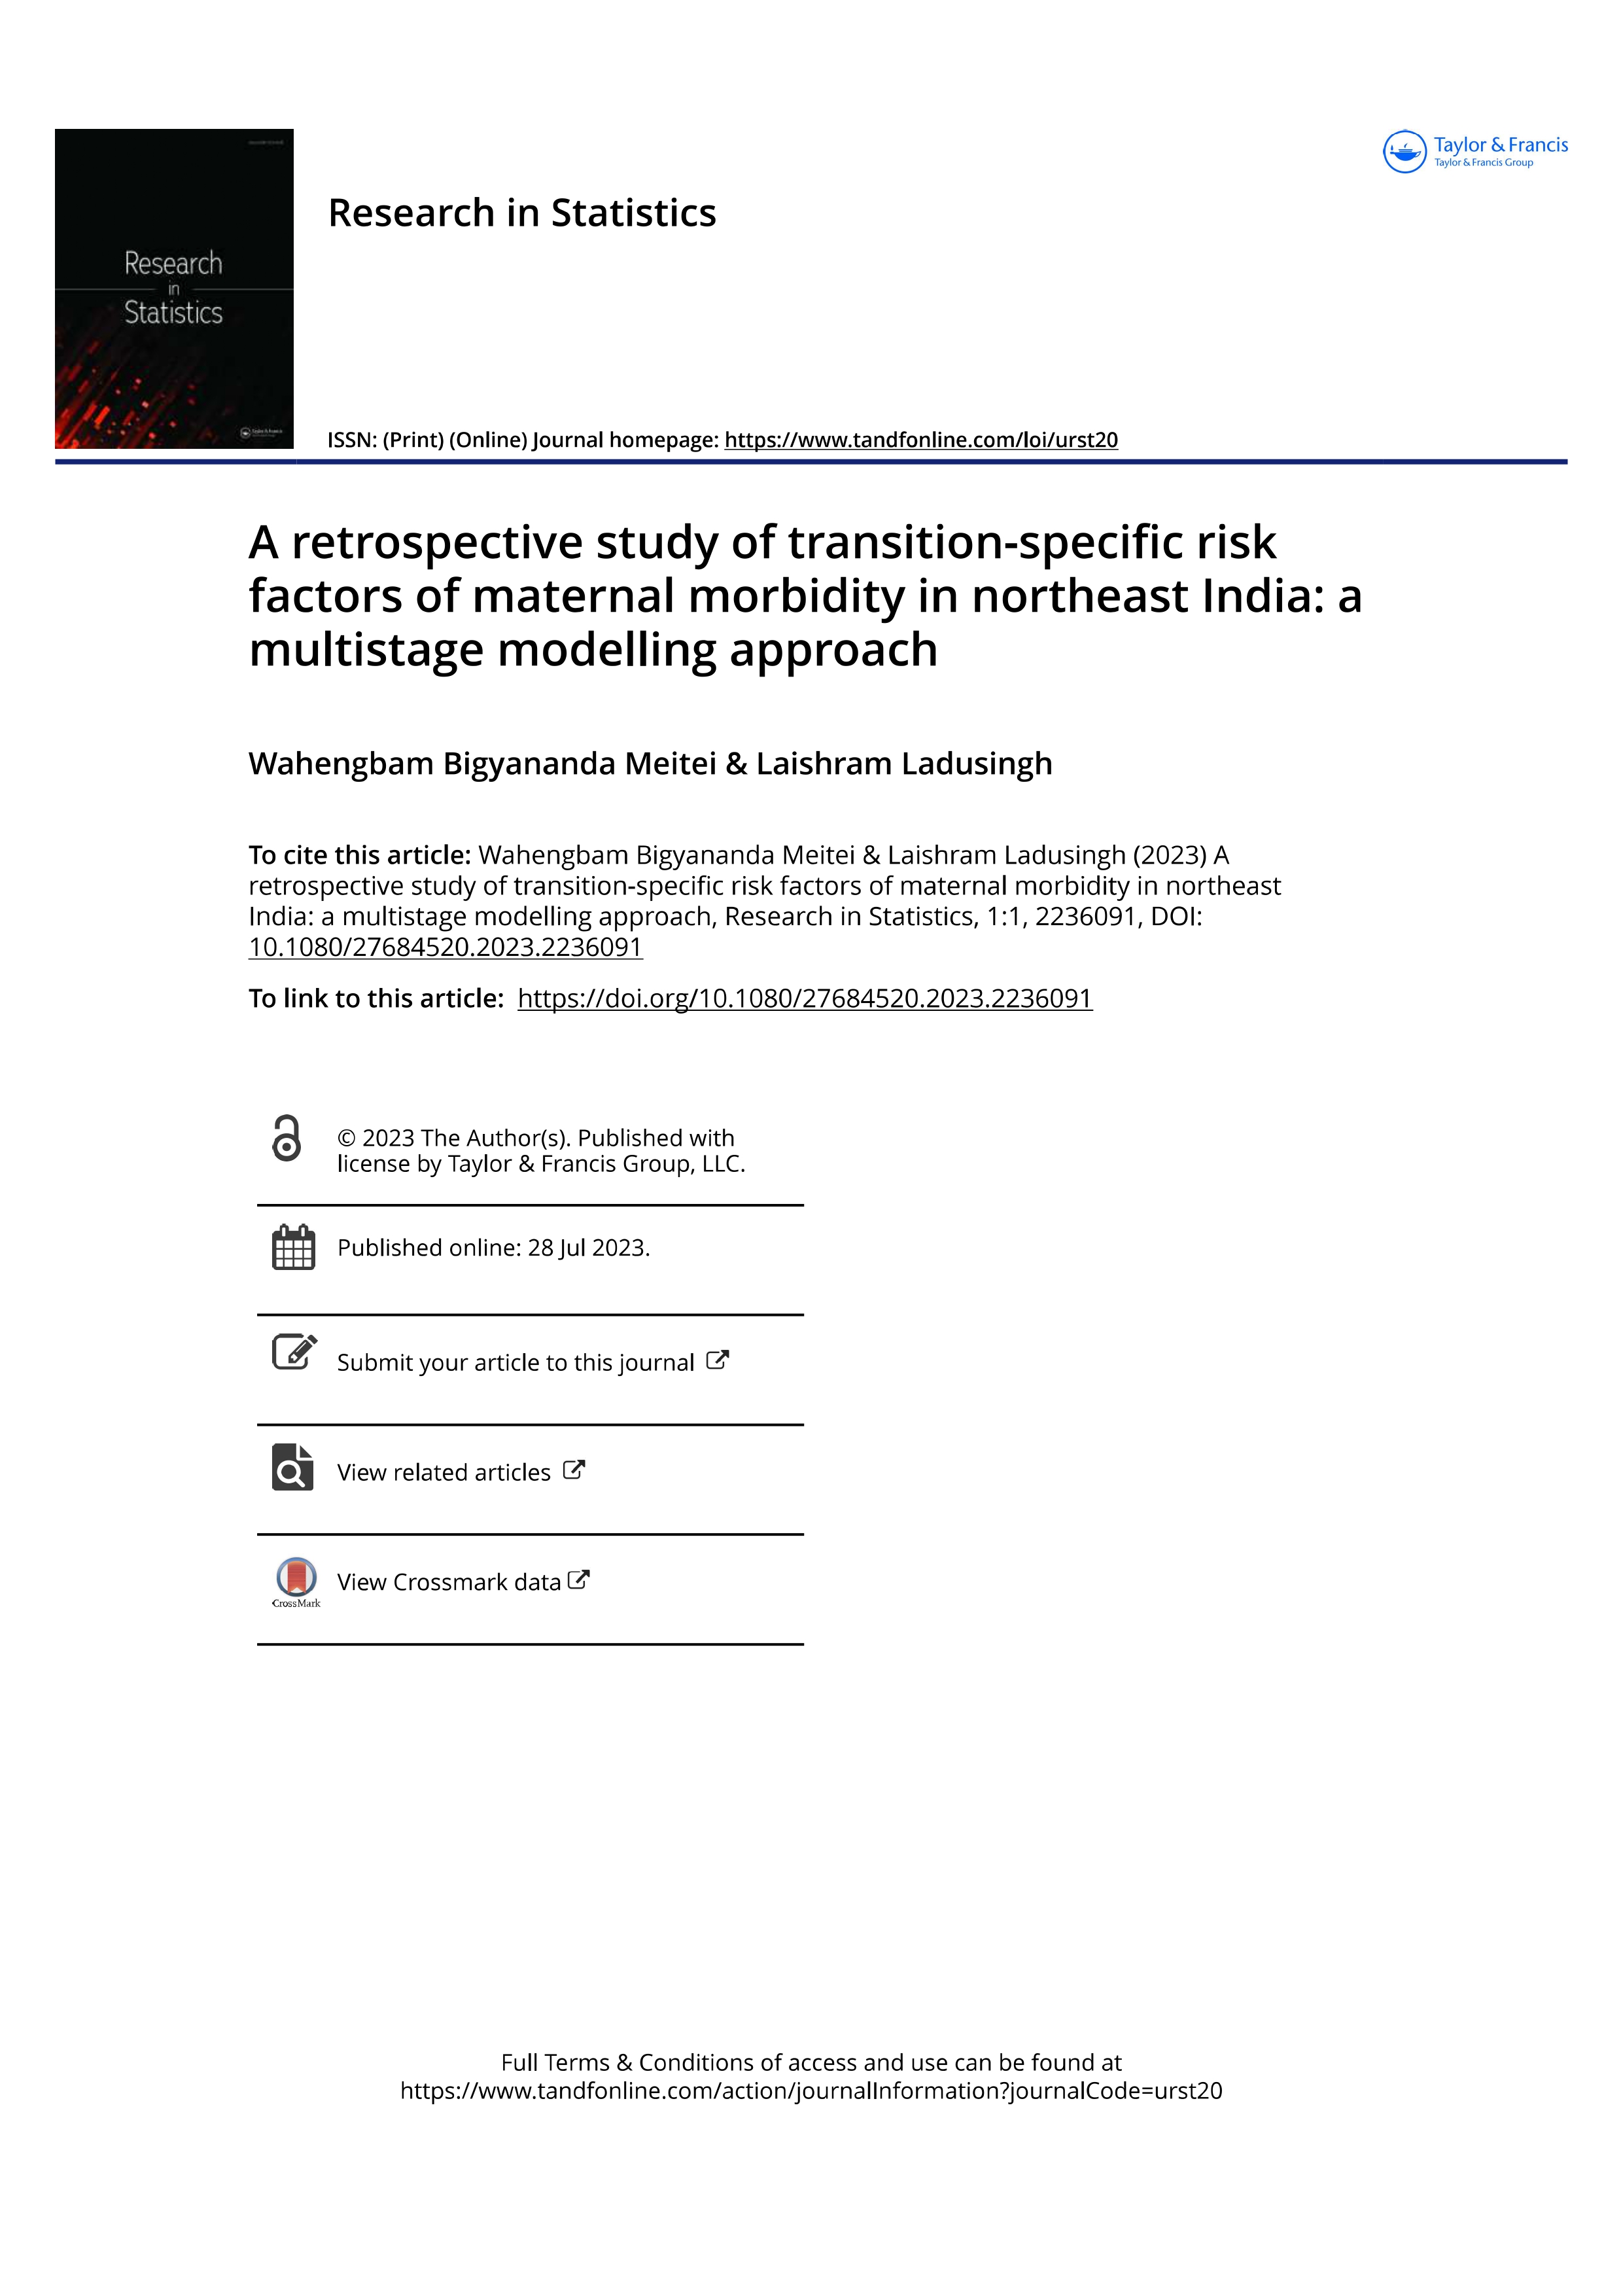 Taylor & Francis
Taylor & Francis Group
Research
in
Statistics
Research in Statistics
ISSN: (Print) (Online) Journal homepage: https://www.tandfonline.com/loi/urst20
A retrospective study of transition-specific risk
factors of maternal morbidity in northeast India: a
multistage modelling approach
Wahengbam Bigyananda Meitei & Laishram Ladusingh
To cite this article: Wahengbam Bigyananda Meitei & Laishram Ladusingh (2023) A
retrospective study of transition-specific risk factors of maternal morbidity in northeast
India: a multistage modelling approach, Research in Statistics, 1:1, 2236091, DOI:
10.1080/27684520.2023.2236091
To link to this article: https://doi.org/10.1080/27684520.2023.2236091
© 2023 The Author(s). Published with
license by Taylor & Francis Group, LLC.
Published online: 28 Jul 2023.
Submit your article to this journal
View related articles
View Crossmark data
CrossMark
Full Terms & Conditions of access and use can be found at
https://www.tandfonline.com/action/journalInformation?journalCode=urst20